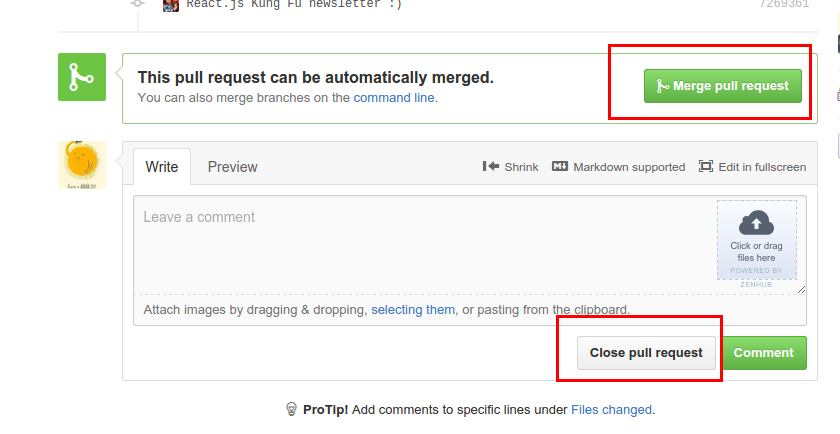 React.js Kung Fu newsletter :) 7269361
This pull request can be automatically merged.
You can also merge branches on the command line.
Merge pull request
Write Preview Shrink Markdown supported Edit in fullscreen
Leave a comment
Click or drag
files here
POWERED BY
ZENHUB
Attach images by dragging & dropping, selecting them, or pasting from the clipboard.
Close pull request Comment
ProTip! Add comments to specific lines under Files changed.